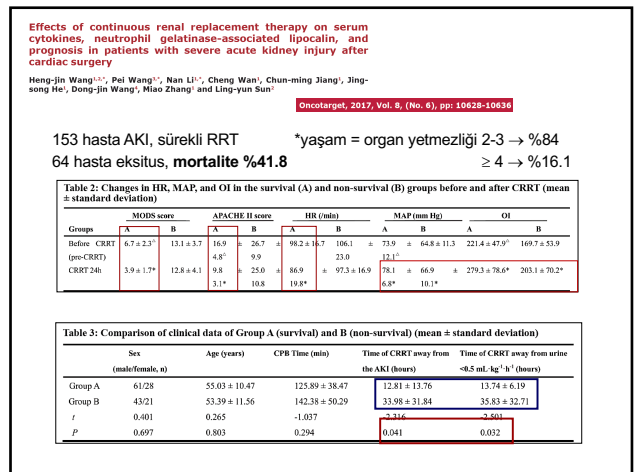 Effects of continuous renal replacement therapy on serum
cytokines, neutrophil gelatinase-associated lipocalin, and
prognosis in patients with severe acute kidney injury after
cardiac surgery
Heng-jin Wang1,2,*, Pei Wang3,*, Nan Li1,*, Cheng Wan1, Chun-ming Jiang1, Jing-
song He1, Dong-jin Wang4, Miao Zhang1 and Ling-yun Sun2
Oncotarget, 2017, Vol. 8, (No. 6), pp: 10628-10636
153 hasta AKI, sürekli RRT *yaşam = organ yetmezliği 2-3 → %84
64 hasta eksitus, mortalite %41.8 ≥ 4 → %16.1
Table 2: Changes in HR, MAP, and OI in the survival (A) and non-survival (B) groups before and after CRRT (mean
± standard deviation)
MODS score APACHE II score HR (/min) MAP (mm Hg) OI
Groups A B A B A B A B A B
Before CRRT 6.7 ± 2.3△ 13.1 ± 3.7 16.9 ± 26.7 ± 98.2 ± 16.7 106.1 ± 73.9 ± 64.8 ± 11.3 221.4 ± 47.9△ 169.7 ± 53.9
(pre-CRRT) 4.8△ 9.9 23.0 12.1△
CRRT 24h 3.9 ± 1.7* 12.8 ± 4.1 9.8 ± 25.0 ± 86.9 ± 97.3 ± 16.9 78.1 ± 66.9 ± 279.3 ± 78.6* 203.1 ± 70.2*
3.1* 10.8 19.8* 6.8* 10.1*
Table 3: Comparison of clinical data of Group A (survival) and B (non-survival) (mean ± standard deviation)
Sex Age (years) CPB Time (min) Time of CRRT away from Time of CRRT away from urine
(male/female, n) the AKI (hours) <0.5 mL·kg-1·h-1 (hours)
Group A 61/28 55.03 ± 10.47 125.89 ± 38.47 12.81 ± 13.76 13.74 ± 6.19
Group B 43/21 53.39 ± 11.56 142.38 ± 50.29 33.98 ± 31.84 35.83 ± 32.71
t 0.401 0.265 -1.037 -2.316 -2.501
P 0.697 0.803 0.294 0.041 0.032